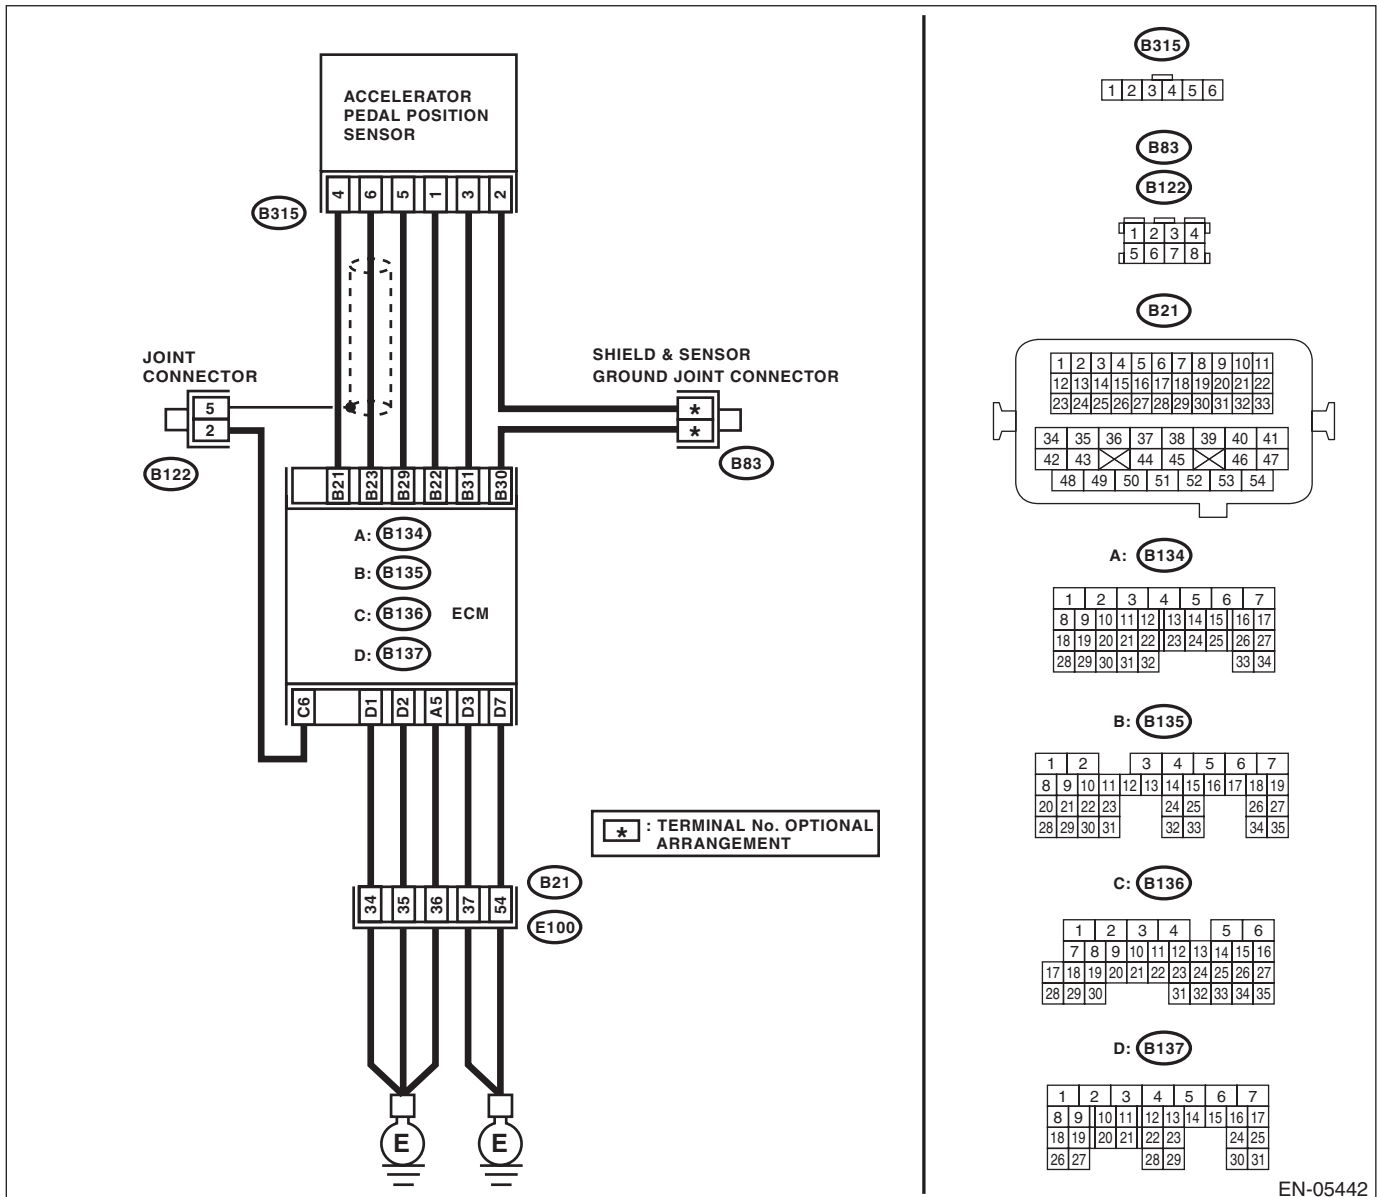 ACCELERATOR
PEDAL POSITION
SENSOR
B315
4 6 5 1 3 2
JOINT
CONNECTOR
5
2
B122
SHIELD & SENSOR
GROUND JOINT CONNECTOR
*
*
B83
B21 B23 B29 B22 B31 B30
A: B134
B: B135
C: B136 ECM
D: B137
C6 D1 D2 A5 D3 D7
* : TERMINAL No. OPTIONAL
ARRANGEMENT
34 35 36 37 54
B21
E100
E E
B315
1 2 3 4 5 6
B83
B122
1 2 3 4
5 6 7 8
B21
1 2 3 4 5 6 7 8 9 10 11
12 13 14 15 16 17 18 19 20 21 22
23 24 25 26 27 28 29 30 31 32 33
34 35 36 37 38 39 40 41
42 43 44 45 46 47
48 49 50 51 52 53 54
A: B134
1 2 3 4 5 6 7
8 9 10 11 12 13 14 15 16 17
18 19 20 21 22 23 24 25 26 27
28 29 30 31 32 33 34
B: B135
1 2 3 4 5 6 7
8 9 10 11 12 13 14 15 16 17 18 19
20 21 22 23 24 25 26 27
28 29 30 31 32 33 34 35
C: B136
1 2 3 4 5 6
7 8 9 10 11 12 13 14 15 16
17 18 19 20 21 22 23 24 25 26 27
28 29 30 31 32 33 34 35
D: B137
1 2 3 4 5 6 7
8 9 10 11 12 13 14 15 16 17
18 19 20 21 22 23 24 25
26 27 28 29 30 31
EN-05442